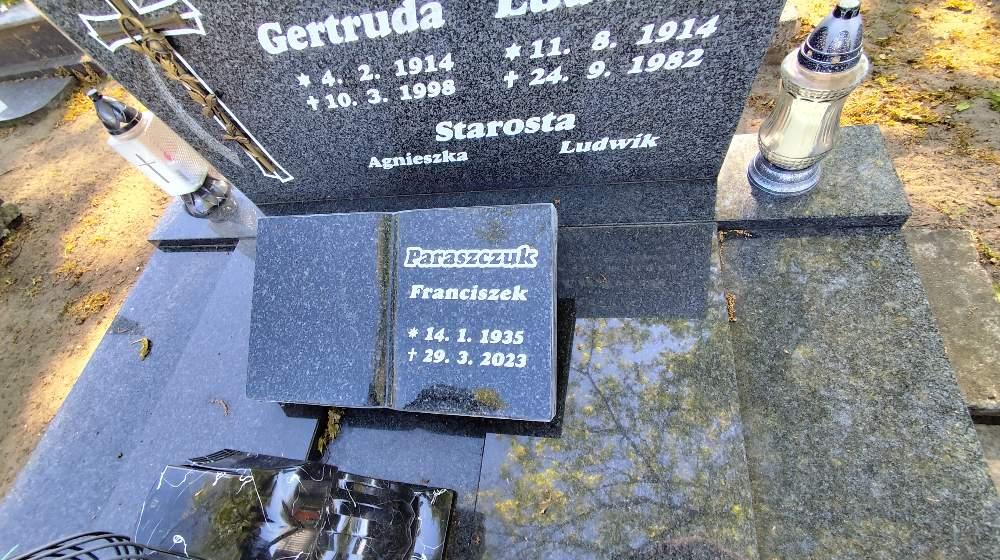 Gertruda
* 4. 2. 1914
✝ 10. 3. 1998
* 11. 8. 1914
✝ 24. 9. 1982
Starosta
Agnieszka Ludwik
Paraszczuk
Franciszek
* 14. 1. 1935
✝ 29. 3. 2023